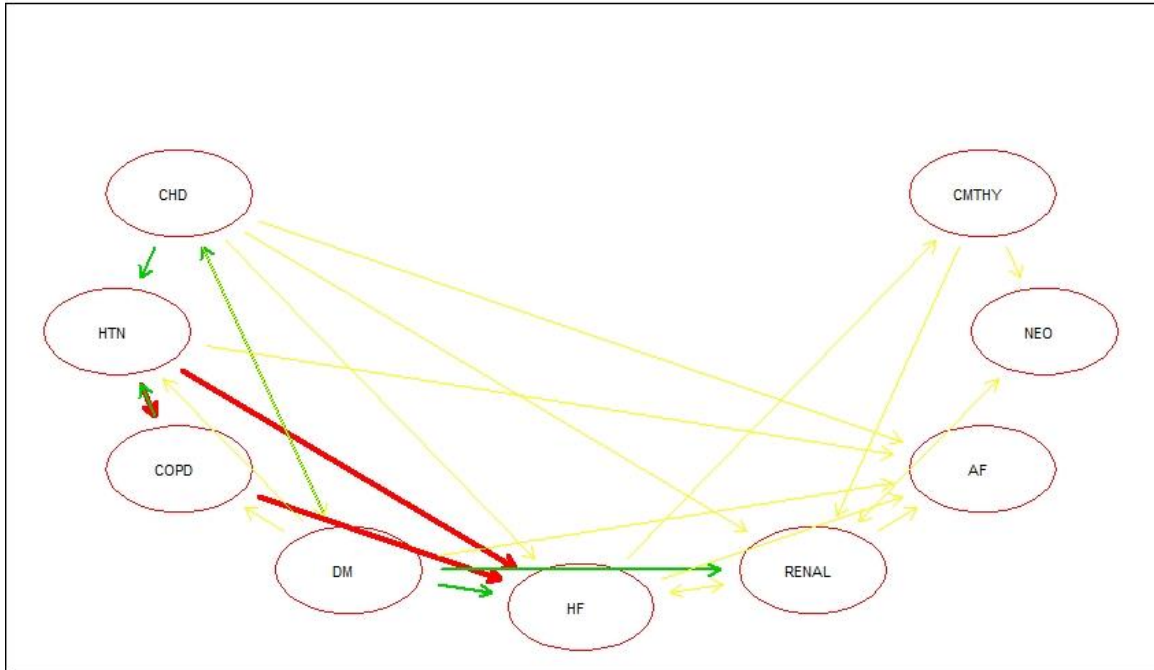 CHD
CMTHY
HTN
NEO
COPD
AF
DM
RENAL
HF